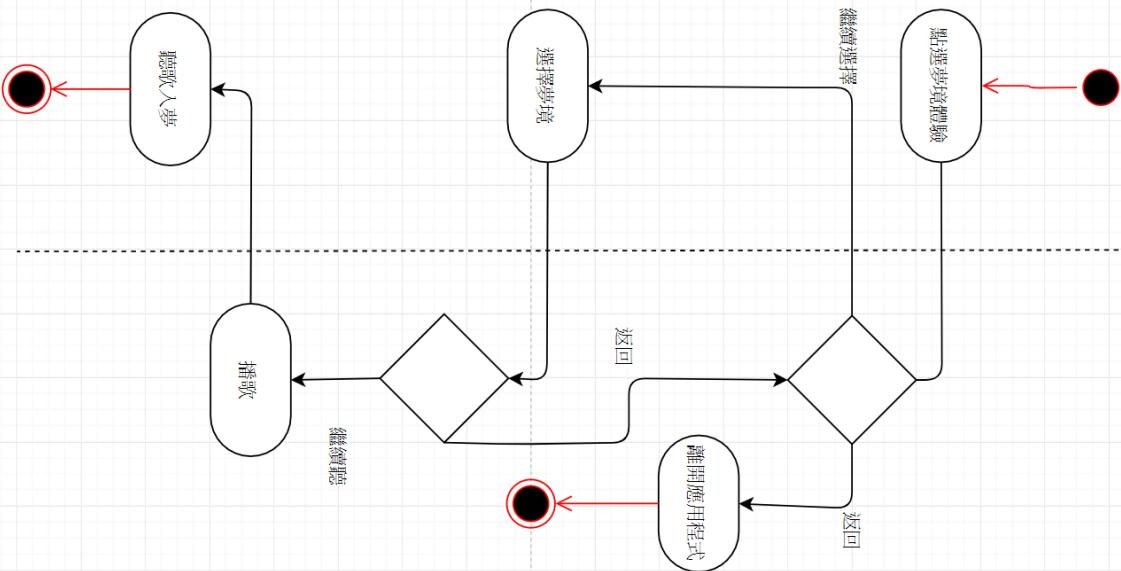 點選夢境體驗
繼續選擇
選擇夢境
返回
離開應用程式
返回
繼續聽
播歌
聽歌入夢